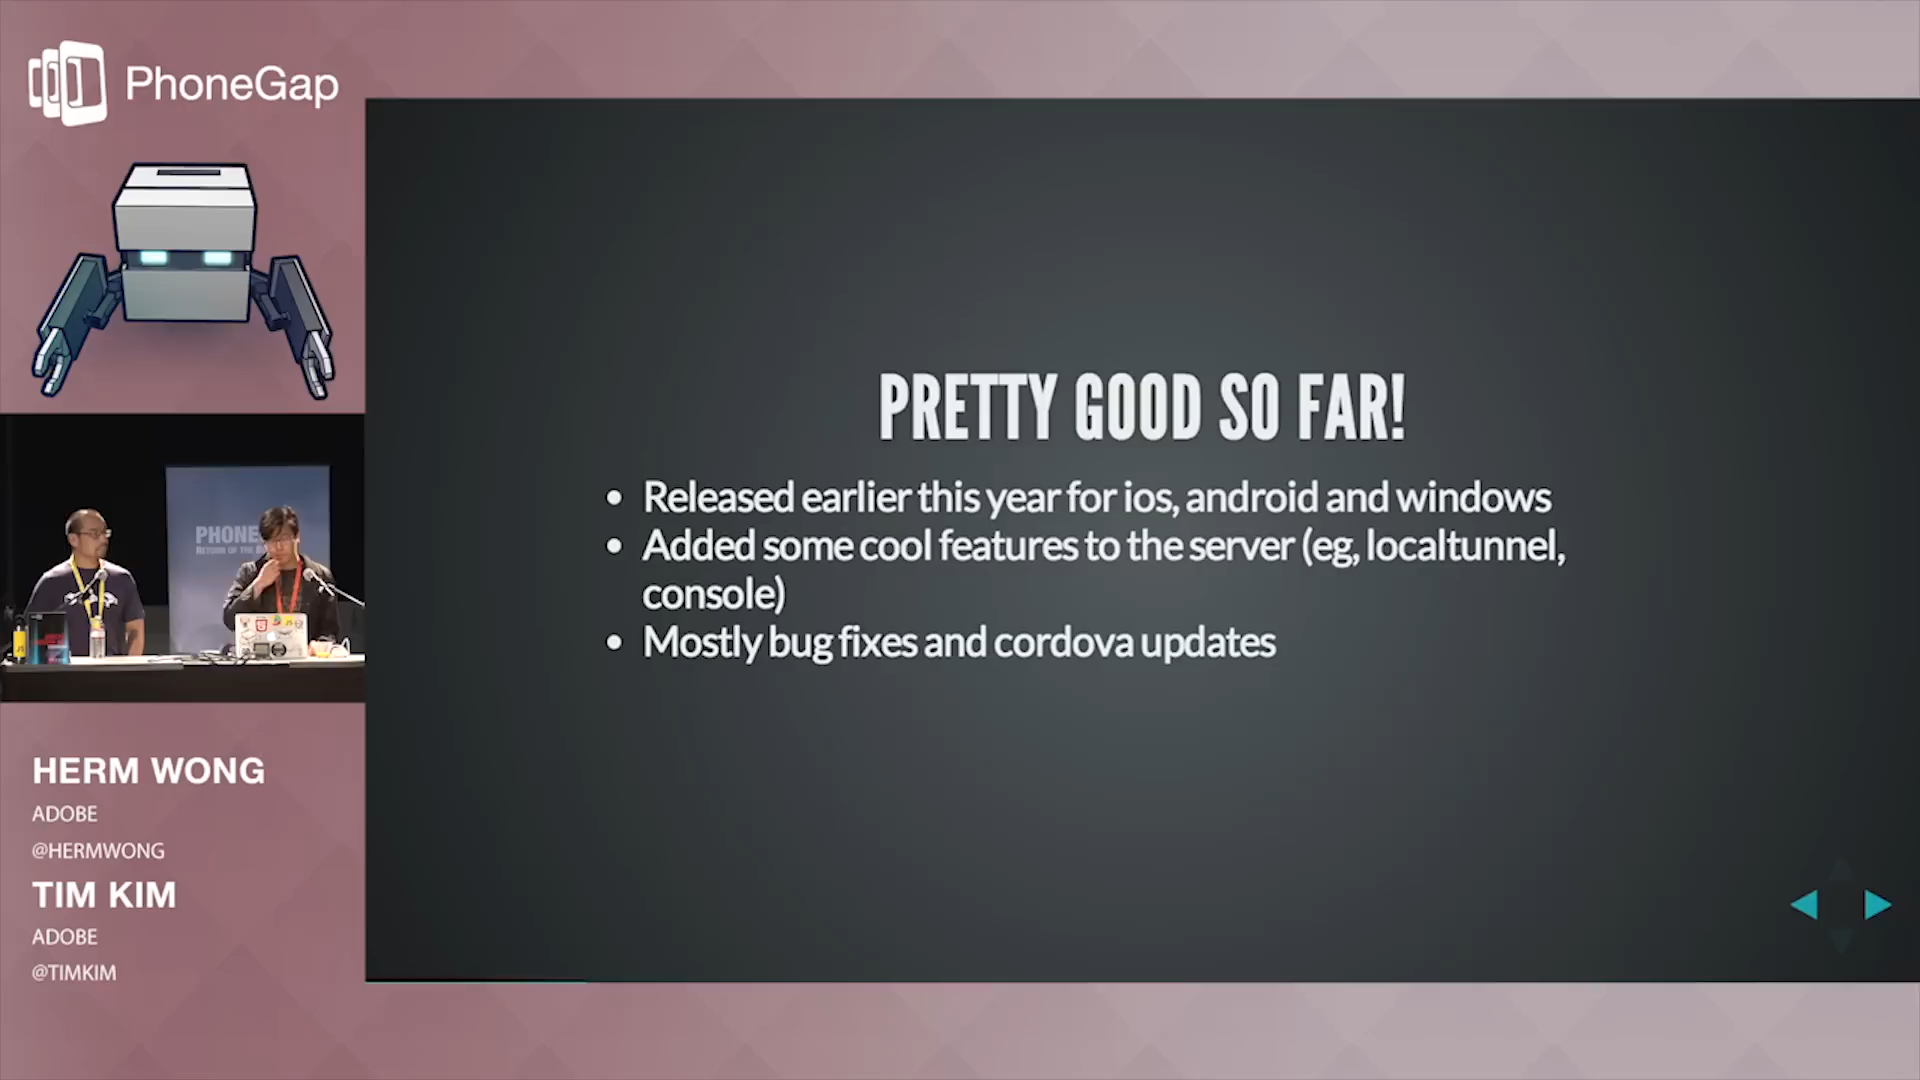 PhoneGap
PRETTY GOOD SO FAR!
• Released earlier this year for ios, android and windows
• Added some cool features to the server (eg, localtunnel,
console)
• Mostly bug fixes and cordova updates
PHONE
HERM WONG
ADOBE
@HERMWONG
TIM KIM
ADOBE
@TIMKIM